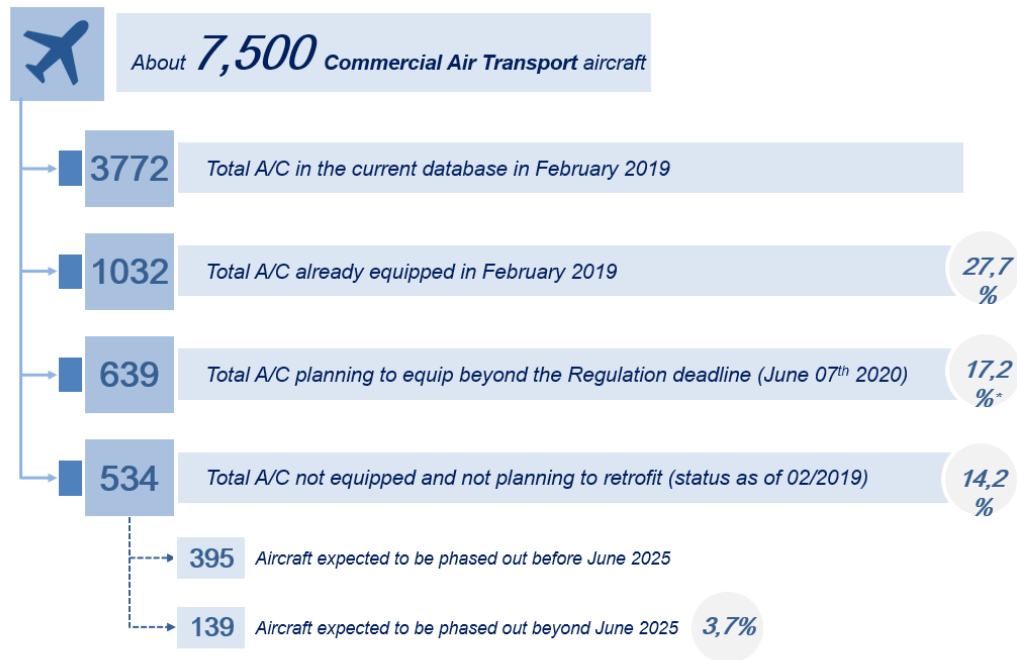 About 7,500 Commercial Air Transport aircraft
3772 Total A/C in the current database in February 2019
1032 Total A/C already equipped in February 2019
27,7
%
639 Total A/C planning to equip beyond the Regulation deadline (June 07th 2020)
17,2
%*
534 Total A/C not equipped and not planning to retrofit (status as of 02/2019)
14,2
%
395 Aircraft expected to be phased out before June 2025
139 Aircraft expected to be phased out beyond June 2025 3,7%